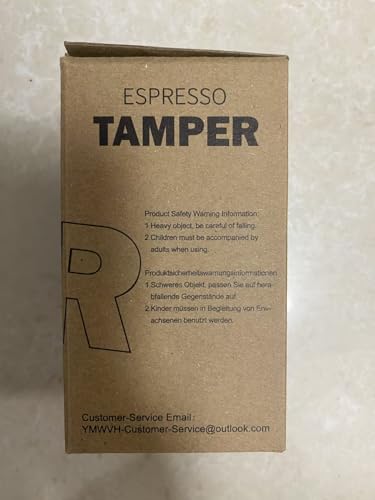 ESPRESSO
TAMPER
Product Safety Warning Information:
1.Heavy object, be careful of falling.
2.Children must be accompanied by
adults when using.
Produktsicherheitswarnungsinformationen
1.Schweres Objekt, passen Sie auf hera-
bfallende Gegenstände auf.
2.Kinder müssen in Begleitung von Erw-
achsenen benutzt werden.
R
Customer-Service Email:
YMWVH-Customer-Service@outlook.com